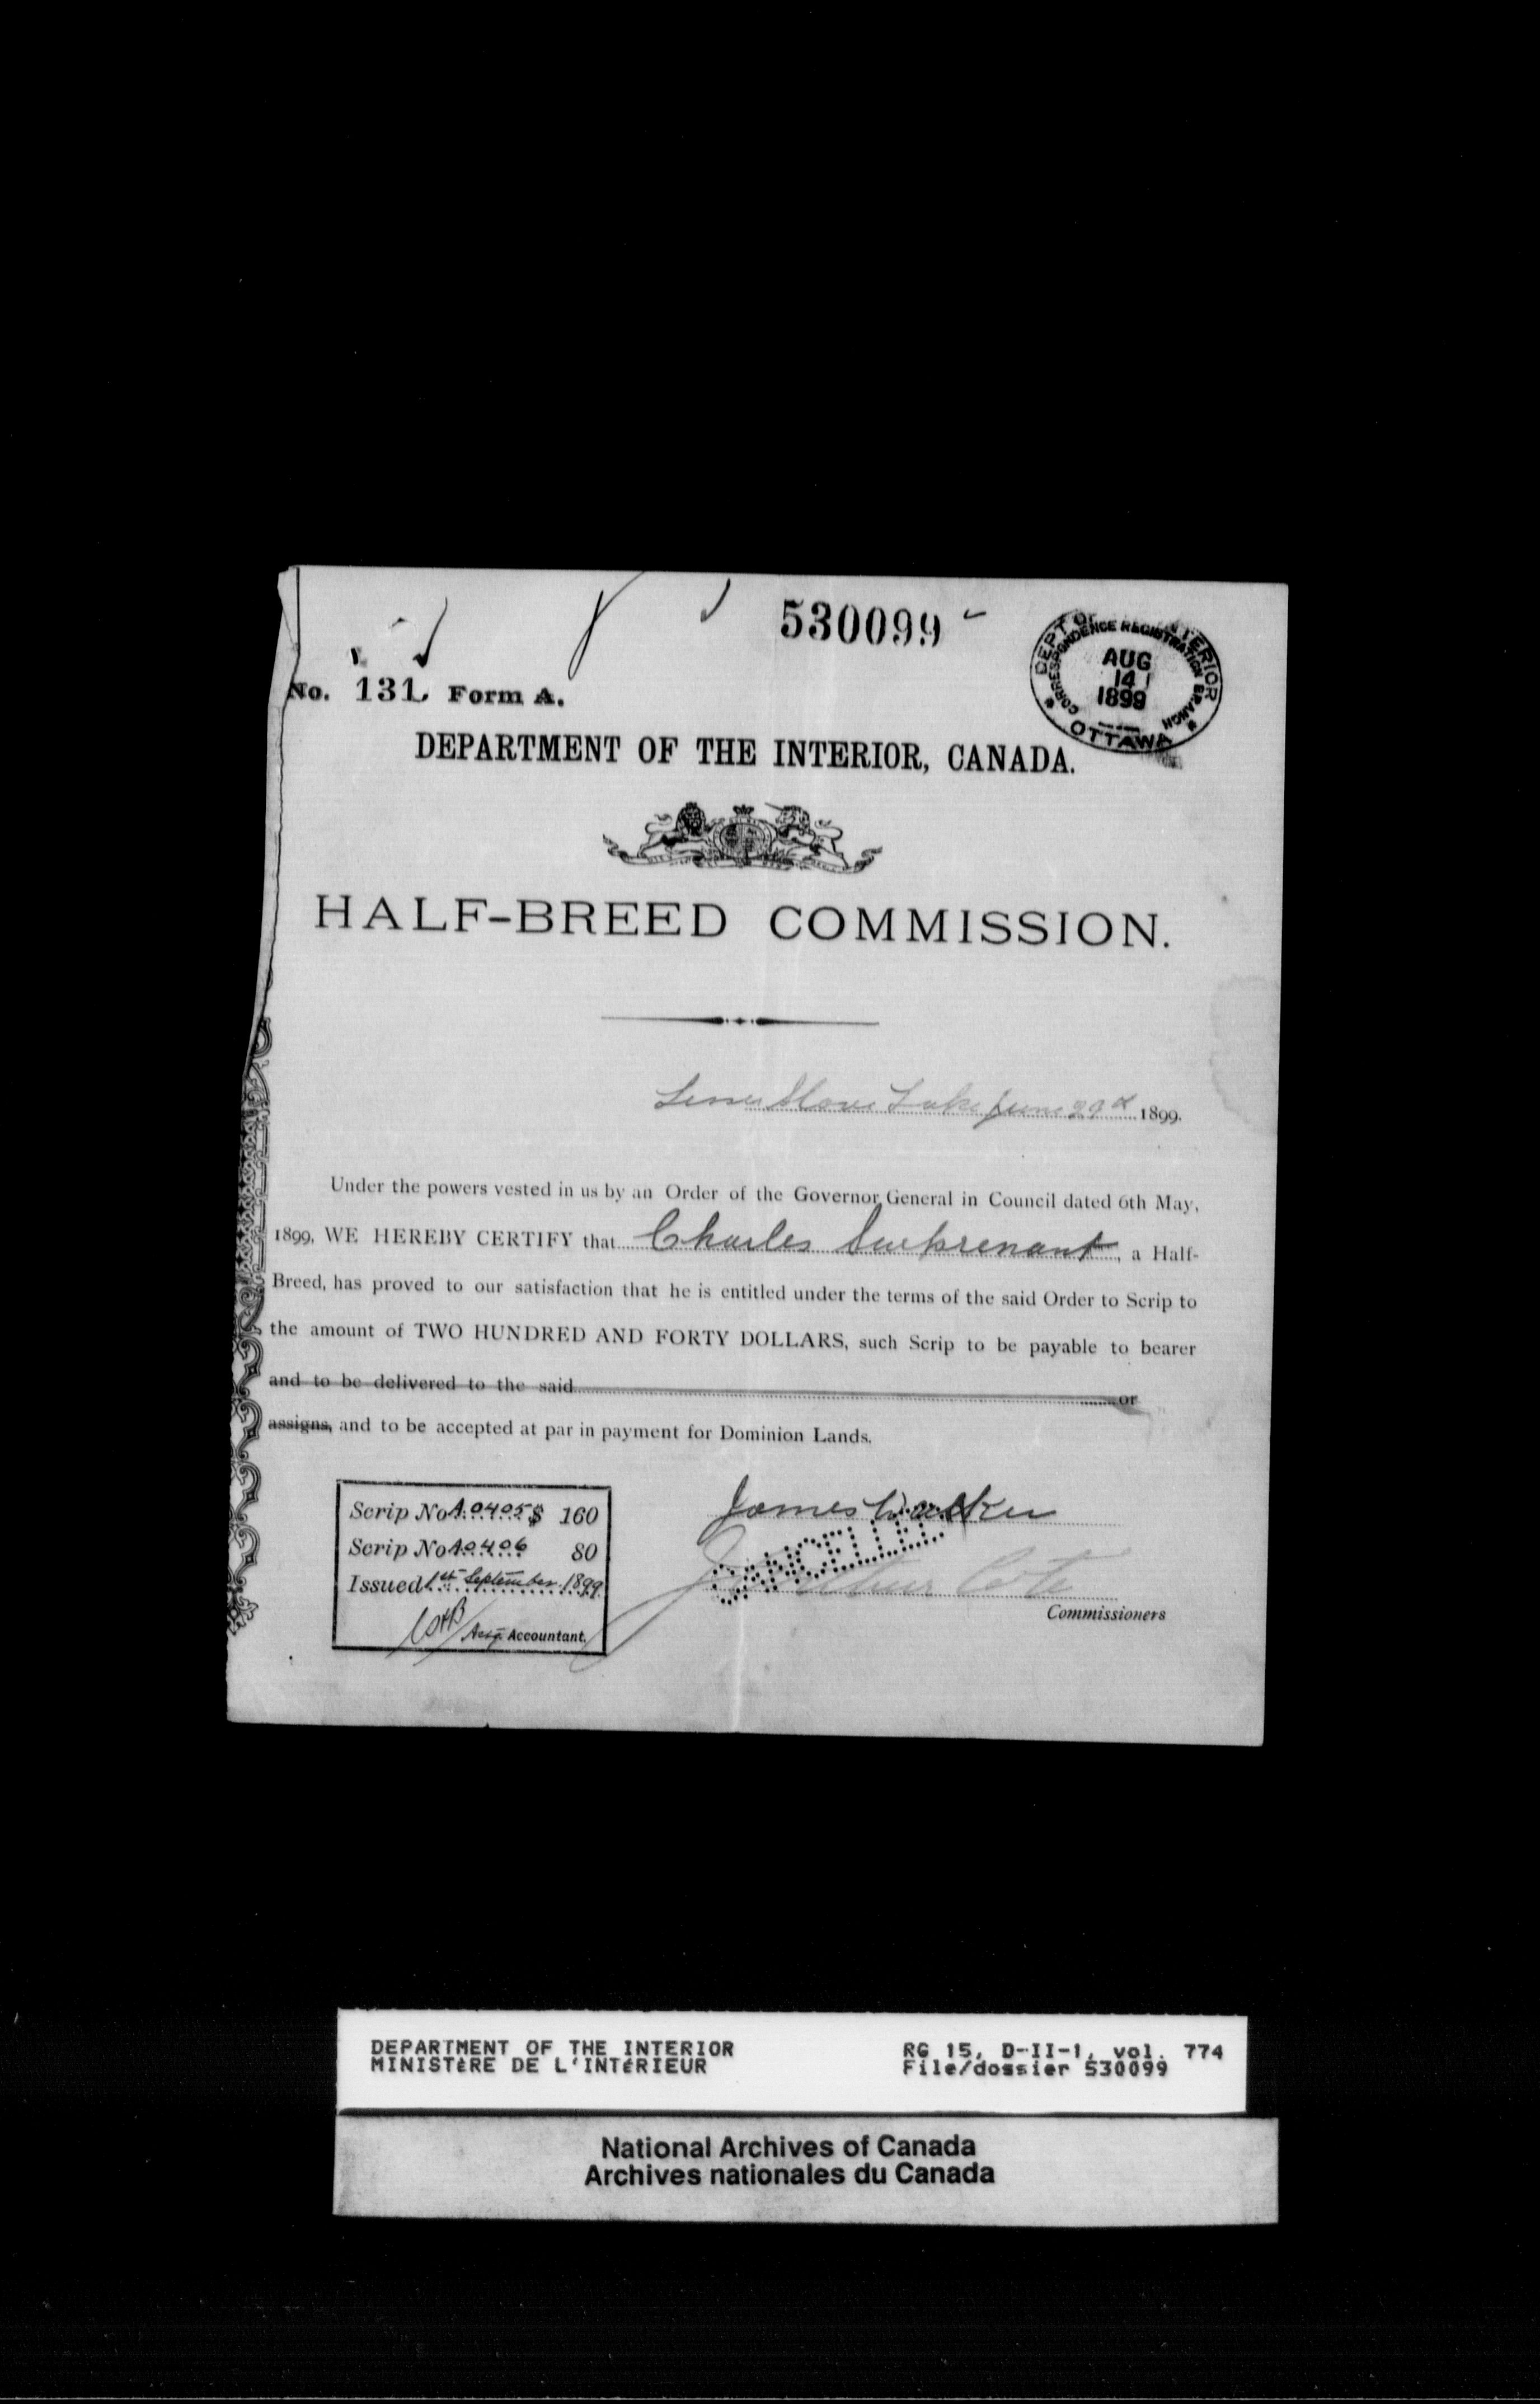 530099
DEPT OF INTERIOR
CORRESPONDENCE REGISTRATION BRANCH
AUG
14
1899
OTTAWA
No. 131 Form A.
DEPARTMENT OF THE INTERIOR, CANADA.
HALF-BREED COMMISSION.
Lesser Slave Lake June 1899.
Under the powers vested in us by an Order of the Governor General in Council dated 6th May,
1899, WE HEREBY CERTIFY that Charles Surprenant, a Half-
Breed, has proved to our satisfaction that he is entitled under the terms of the said Order to Scrip to
the amount of TWO HUNDRED AND FORTY DOLLARS, such Scrip to be payable to bearer
and to be delivered to the said or
assigns, and to be accepted at par in payment for Dominion Lands.
Scrip No A.0405 $ 160
Scrip No A0406 80
Issued 1st September 1899
Accountant.
James Walker
CANCELLED
J. Arthur Coté
Commissioners
DEPARTMENT OF THE INTERIOR RG 15, D-II-1, vol. 774
MINISTèRE DE L'INTéRIEUR File/dossier 530099
National Archives of Canada
Archives nationales du Canada